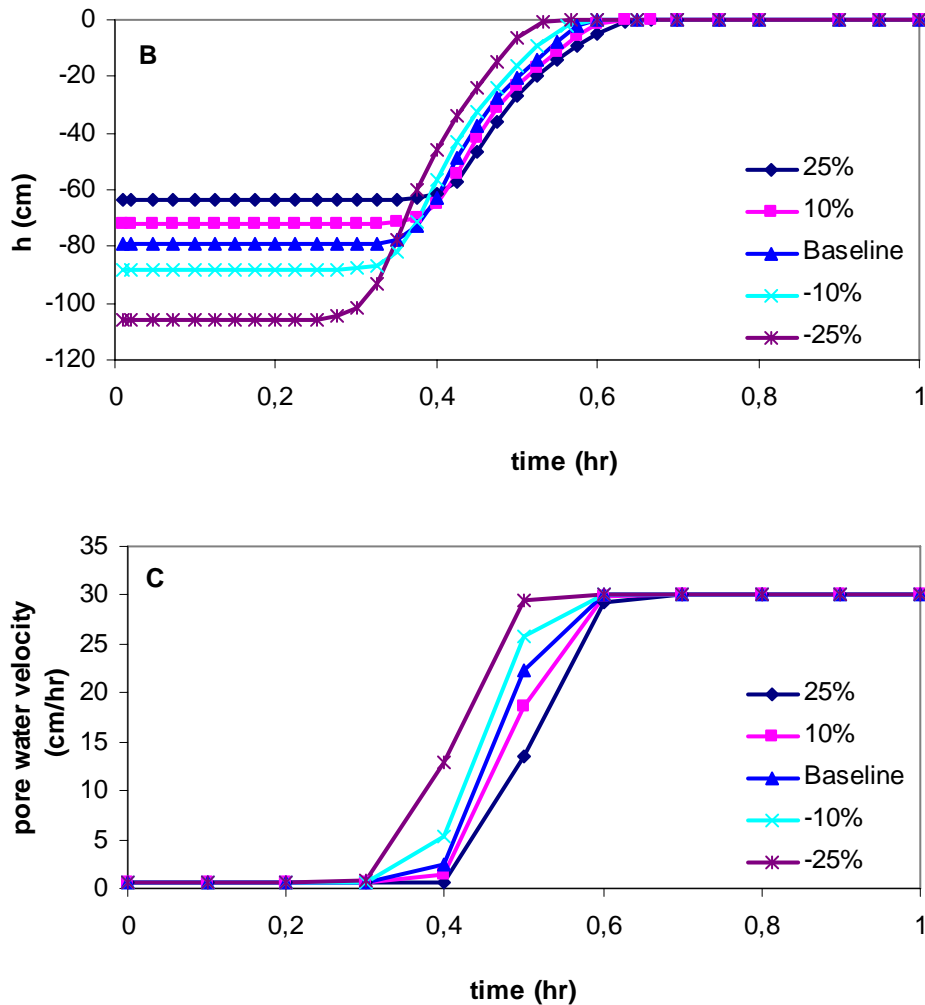 B
0
-20
-40
-60
-80
-100
-120
h (cm)
0 0,2 0,4 0,6 0,8 1
time (hr)
25%
10%
Baseline
-10%
-25%
C
35
30
25
20
15
10
5
0
pore water velocity
(cm/hr)
0 0,2 0,4 0,6 0,8 1
time (hr)
25%
10%
Baseline
-10%
-25%